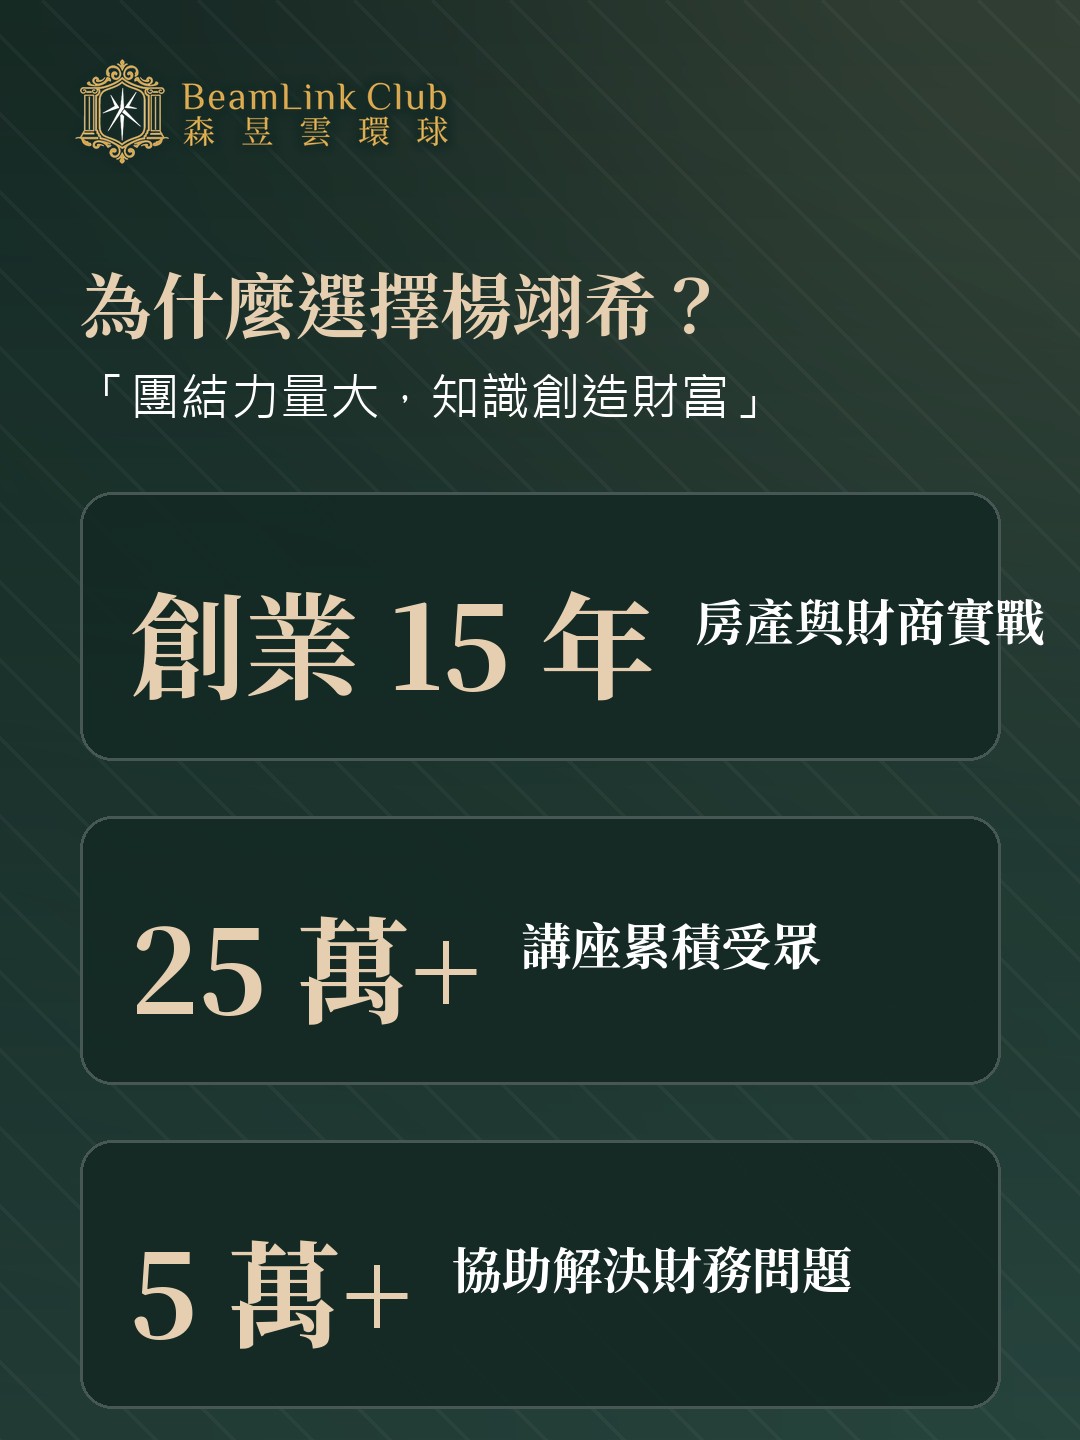 BeamLink Club
森昱雲環球
為什麼選擇楊翊希？
「團結力量大，知識創造財富」
創業 15 年 房產與財商實戰
25 萬+ 講座累積受眾
5 萬+ 協助解決財務問題